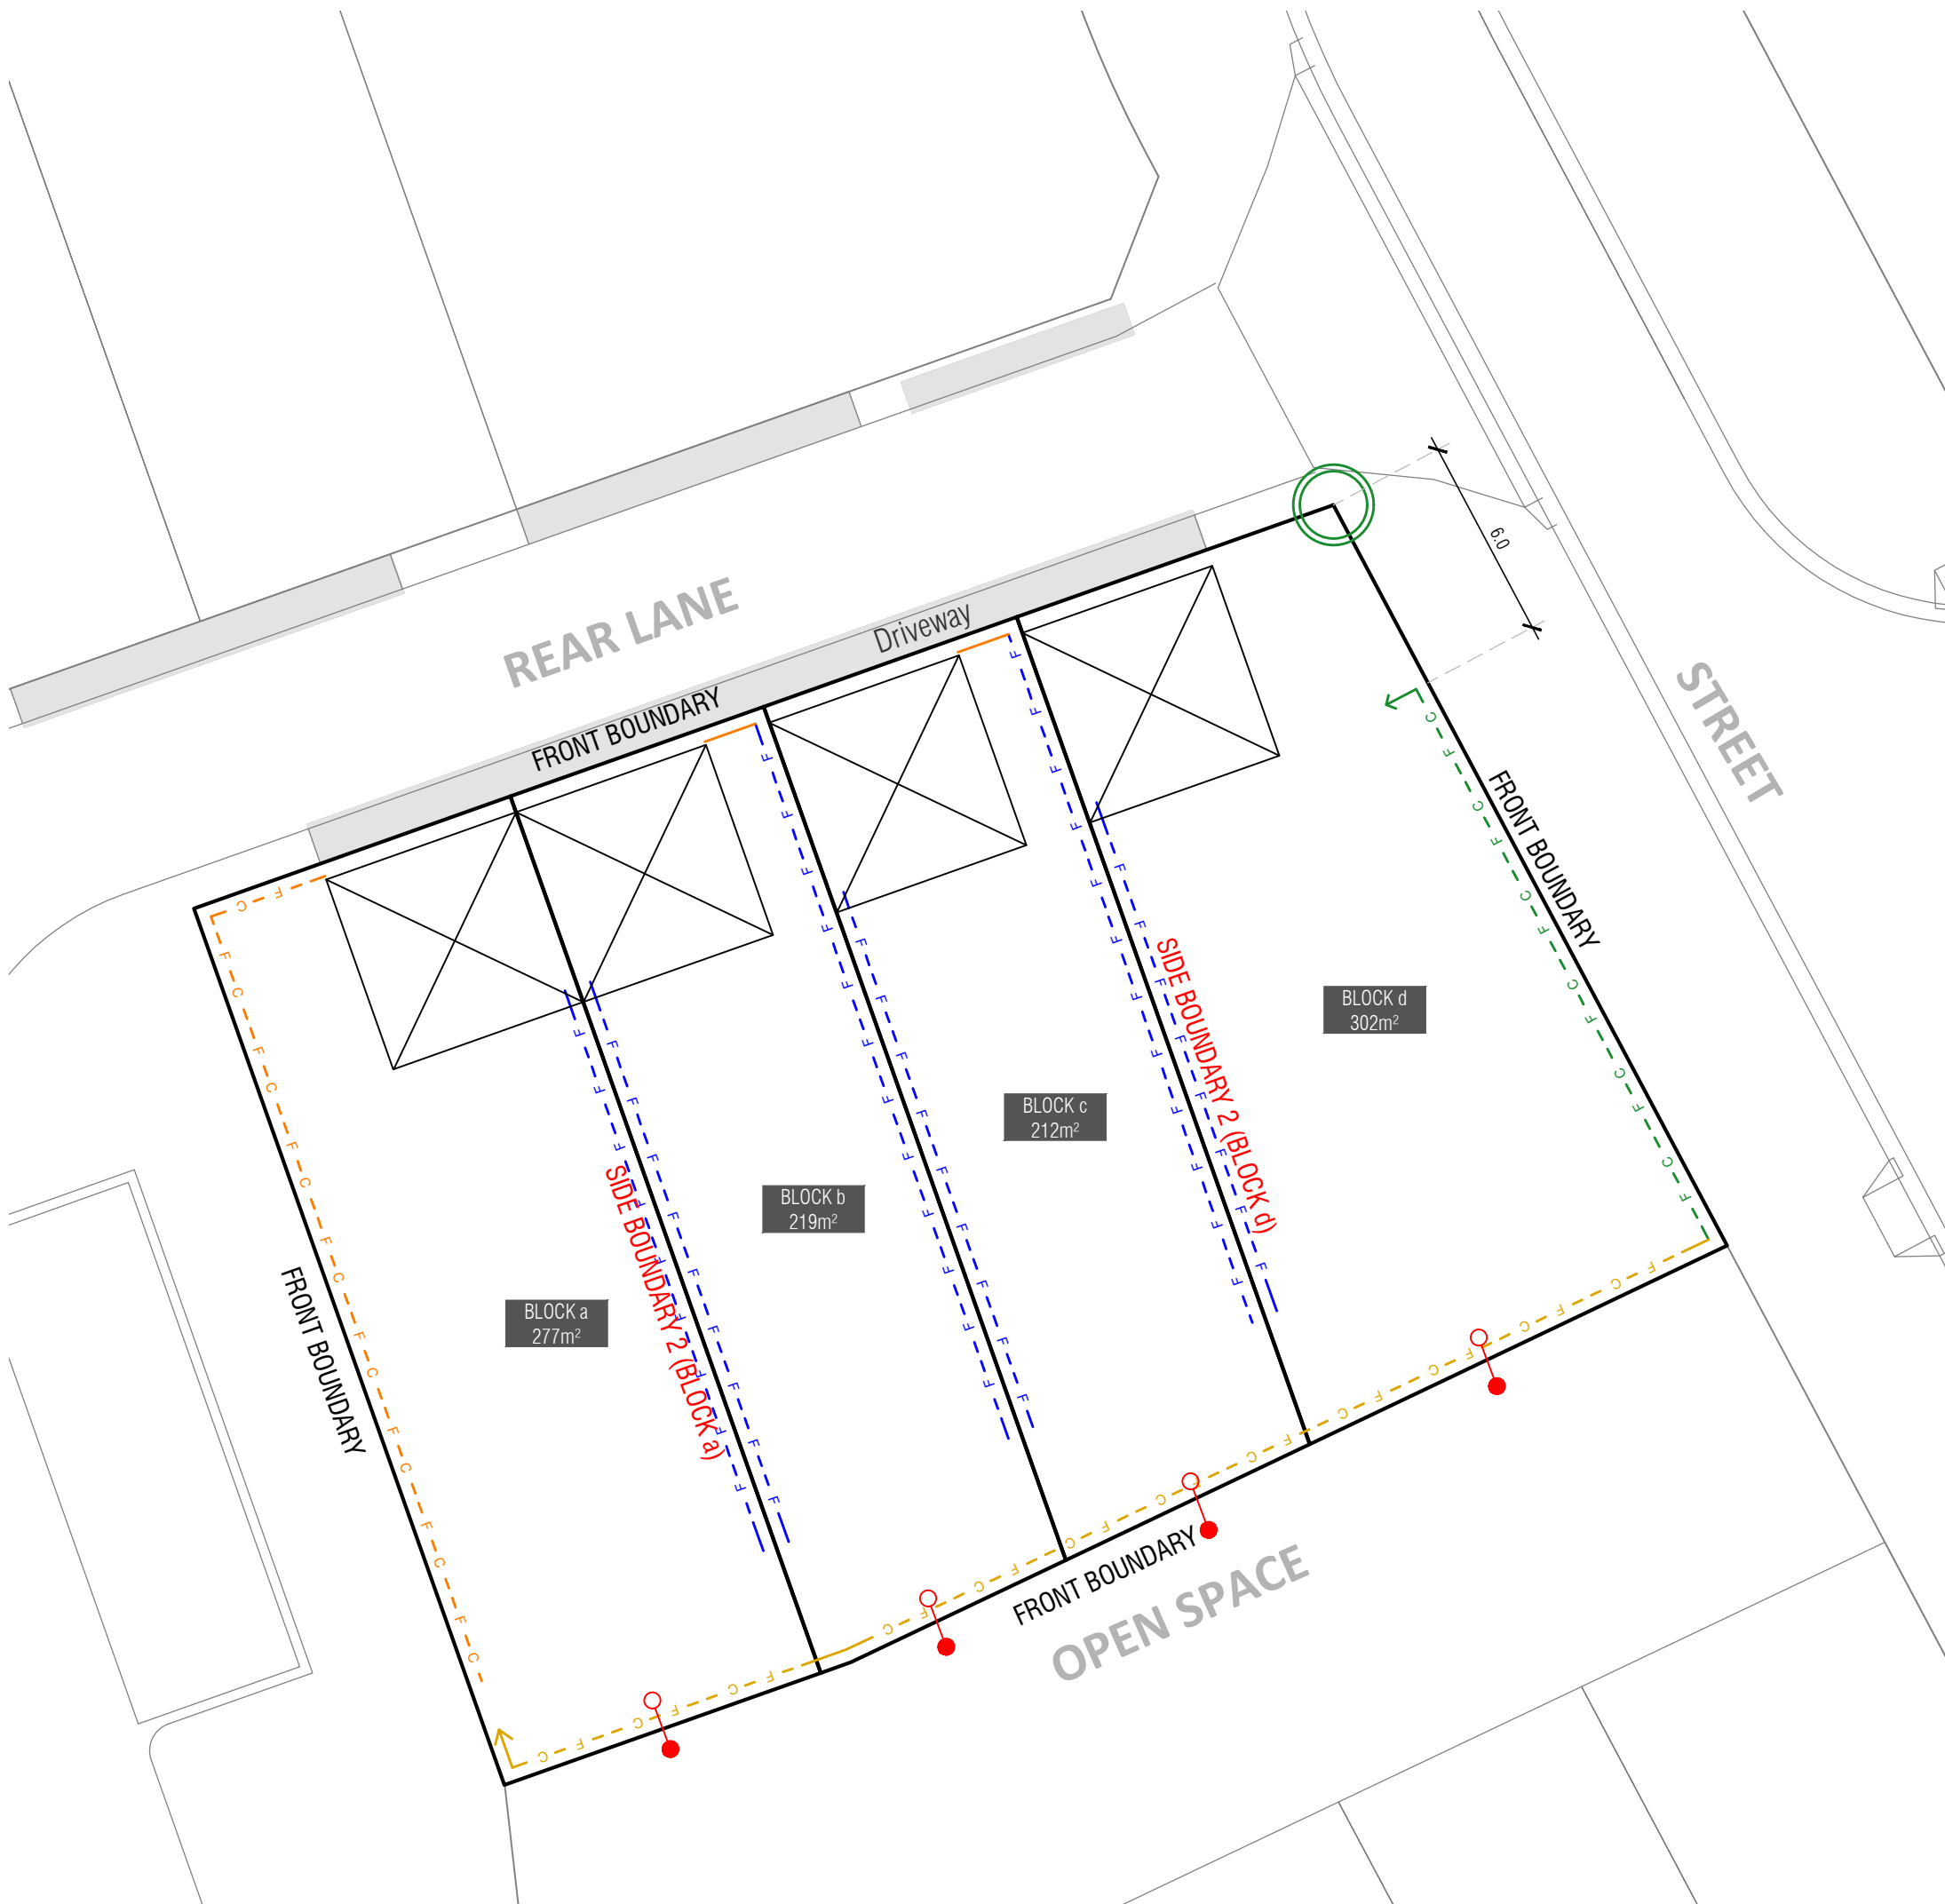 REAR LANE
Driveway
FRONT BOUNDARY
6.0
STREET
FRONT BOUNDARY
SIDE BOUNDARY 2 (BLOCK d)
BLOCK d
302m²
BLOCK c
212m²
BLOCK b
219m²
SIDE BOUNDARY 2 (BLOCK a)
BLOCK a
277m²
FRONT BOUNDARY
FRONT BOUNDARY
OPEN SPACE